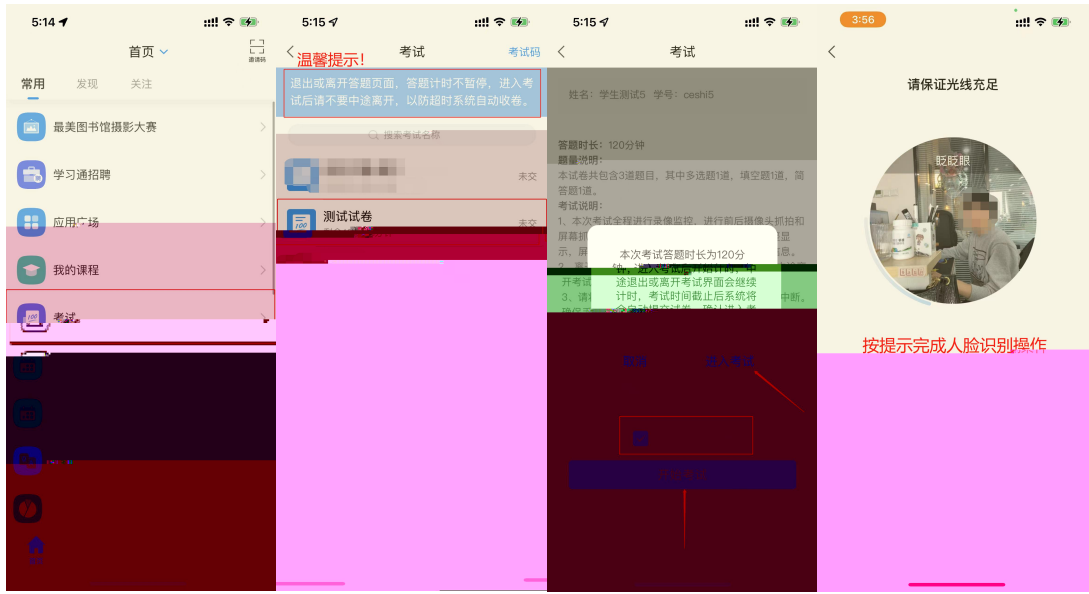 5:14
首页
邀请码
常用 发现 关注
最美图书馆摄影大赛
学习通招聘
应用广场
我的课程
考试
5:15
考试
考试码
温馨提示!
退出或离开答题页面，答题计时不暂停，进入考
试后请不要中途离开，以防超时系统自动收卷。
搜索考试名称
未交
测试试卷
未交
5:15
考试
姓名：学生测试5 学号：ceshi5
答题时长：120分钟
题量说明：
本试卷共包含3道题目，其中多选题1道，填空题1道，简
答题1道。
考试说明：
1、本次考试全程进行录像监控，进行前后摄像头抓拍和
屏幕抓
本次考试答题时长为120分
钟，进入考试后开始计时，中
途退出或离开考试界面会继续
计时，考试时间截止后系统将
会自动提交试卷，确认进入考
开考试
3、请
中断。
取消 进入考试
3:56
请保证光线充足
眨眨眼
按提示完成人脸识别操作